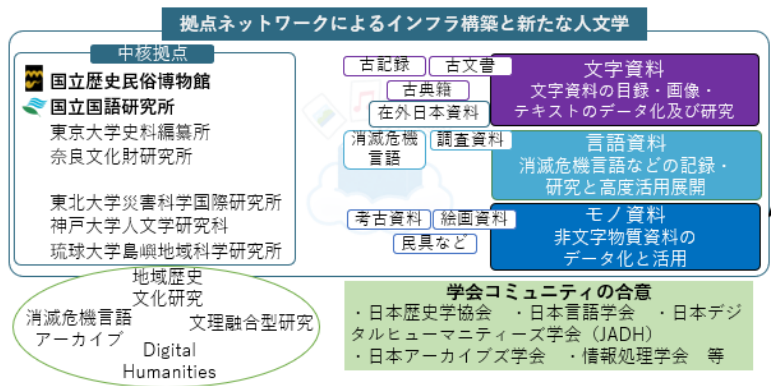 拠点ネットワークによるインフラ構築と新たな人文学
中核拠点
国立歴史民俗博物館
国立国語研究所
東京大学史料編纂所
奈良文化財研究所
東北大学災害科学国際研究所
神戸大学人文学研究科
琉球大学島嶼地域科学研究所
古記録
古文書
古典籍
在外日本資料
文字資料
文字資料の目録・画像・
テキストのデータ化及び研究
消滅危機
言語
調査資料
言語資料
消滅危機言語などの記録・
研究と高度活用展開
考古資料
絵画資料
民具など
モノ資料
非文字物質資料の
データ化と活用
地域歴史
文化研究
消滅危機言語
アーカイブ
文理融合型研究
Digital
Humanities
学会コミュニティの合意
・日本歴史学協会　・日本言語学会　・日本デジ
タルヒューマニティーズ学会（JADH）
・日本アーカイブズ学会　・情報処理学会　等